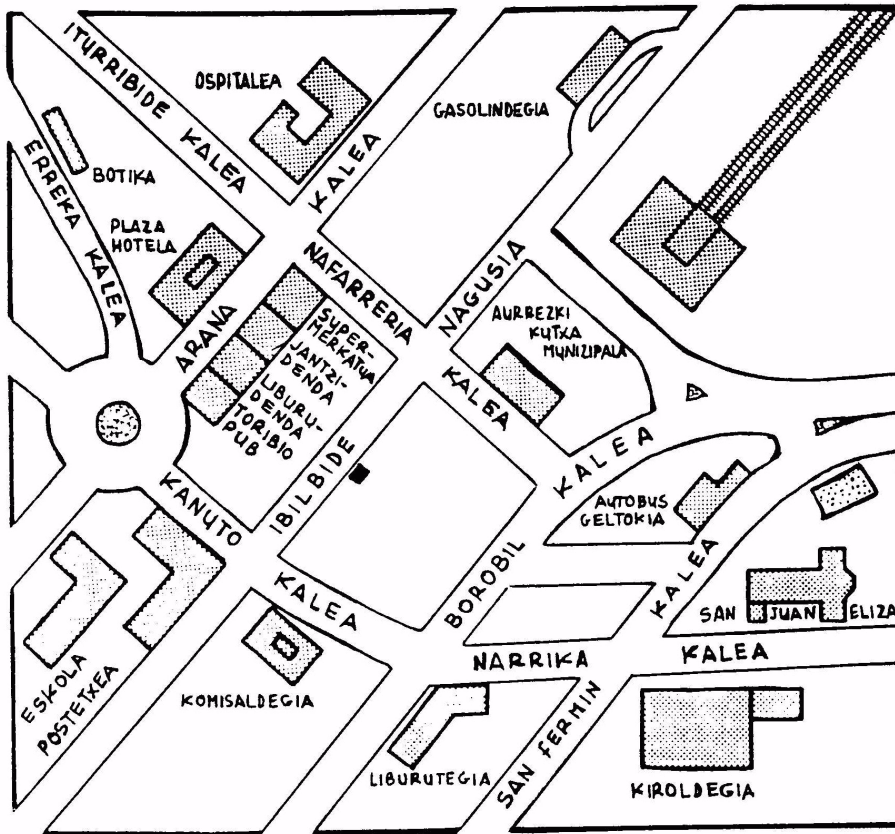 ITURRIBIDE KALEA
OSPITALEA
KALEA
GASOLINDEGIA
ERREKA KALEA
BOTIKA
PLAZA
HOTELA
ARANA
NAFARRERIA
KALEA
NAGUSIA
AURREZKI
KUTXA
MUNIZIPALA
SUPER-
MERKATUA
JANTZI-
DENDA
LIBURU-
DENDA
TORIBIO
PUB
IBILBIDE
KANUTO
KALEA
BOROBIL
KALEA
AUTOBUS
GELTOKIA
KALEA
SAN JUAN ELIZA
ESKOLA
POSTETXEA
KOMISALDEGIA
NARRIKA
KALEA
LIBURUTEGIA
SAN FERMIN
KIROLDEGIA